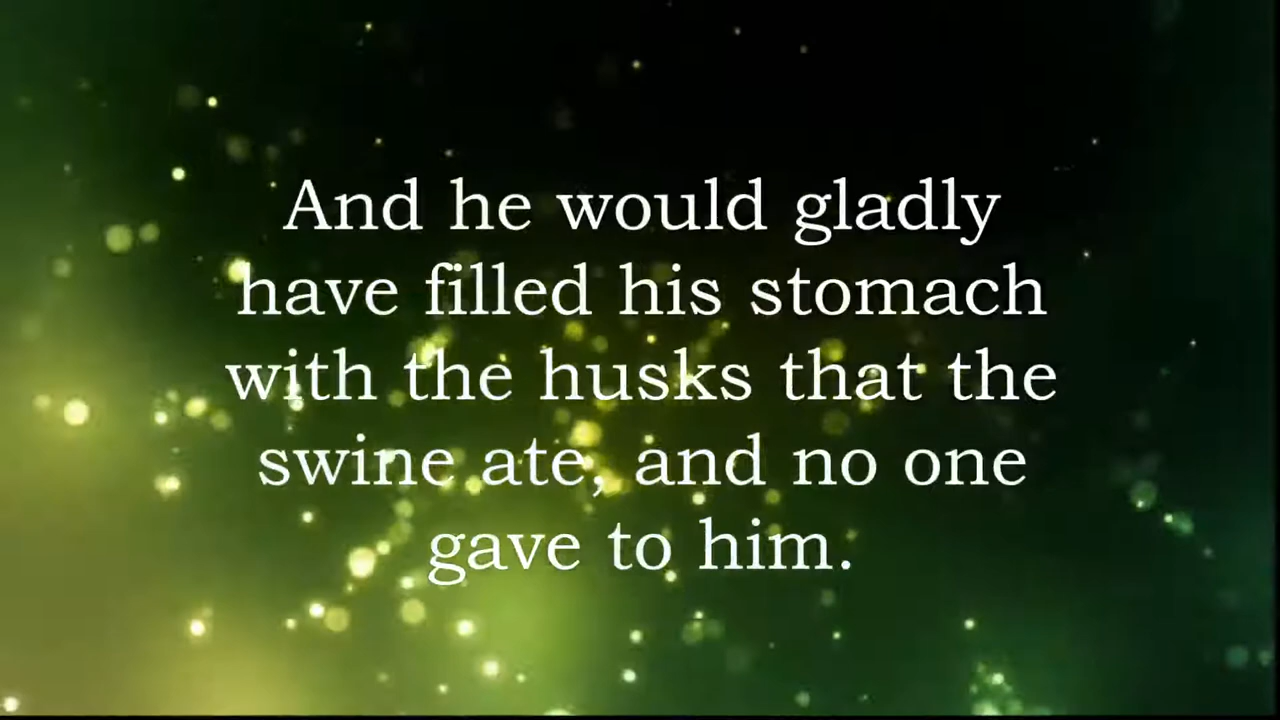 And he would gladly
have filled his stomach
with the husks that the
swine ate, and no one
gave to him.